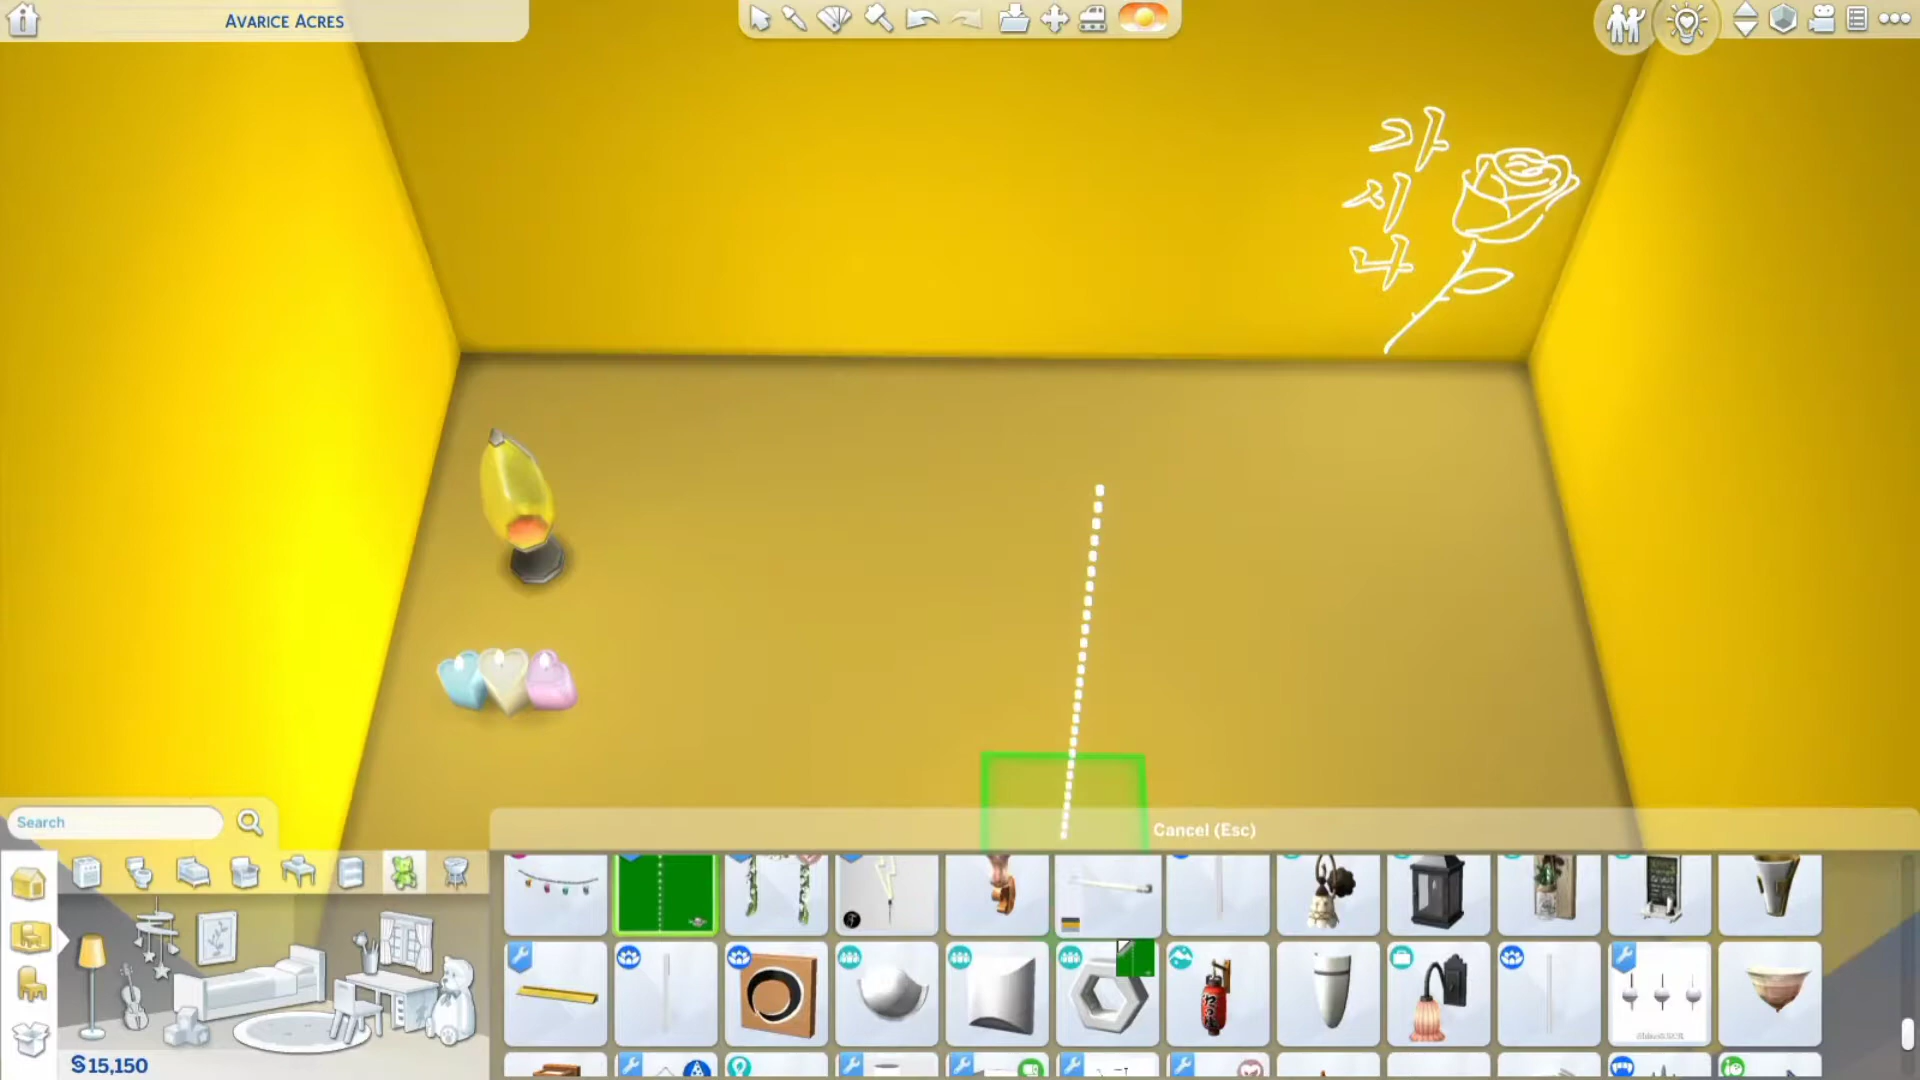 Avarice Acres
가
시
나
Search
Cancel (Esc)
§15,150